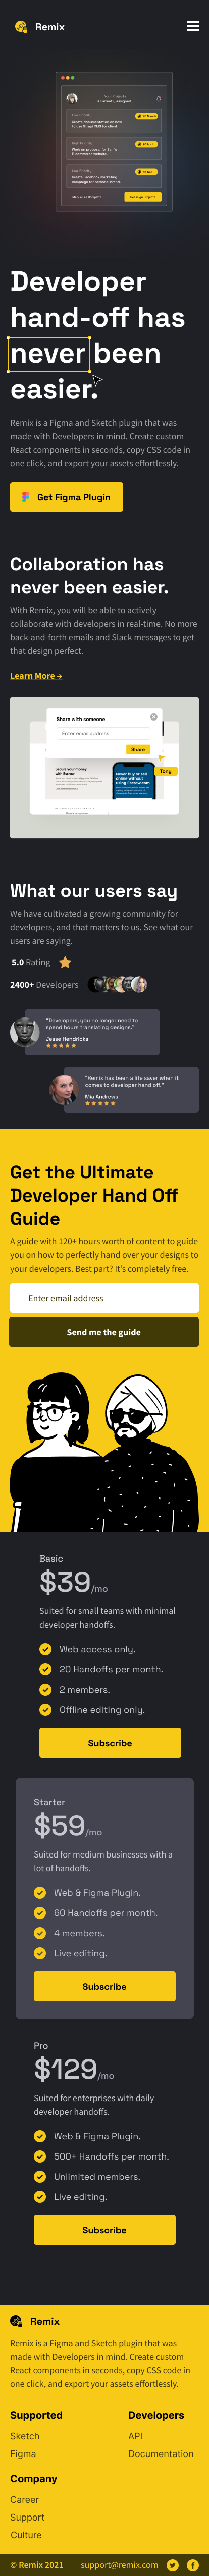 Remix
Your Projects
Low Priority
Create documentation on how
High Priority
Work on proposal for
E-commerce website.
Low Priority
Create Facebook marketing
campaign for personal brand.
Developer
hand-off has
never been
easier.
Remix is a Figma and Sketch plugin that was
made with Developers in mind. Create custom
React components in seconds, copy CSS code in
one click, and export your assets effortlessly.
Get Figma Plugin
Collaboration has
never been easier.
With Remix, you will be able to actively
collaborate with developers in real-time. No more
back-and-forth emails and Slack messages to get
that design perfect.
Learn More →
Share with someone
Enter email address
Share
Tony
Secure your money
with Escrow.
Never buy or sell
online without
using Escrow.com
What our users say
We have cultivated a growing community for
developers, and that matters to us. See what our
users are saying.
5.0 Rating
2400+ Developers
"Developers, you no longer need to
spend hours translating designs."
Jesse Hendricks
"Remix has been a life saver when it
comes to developer hand off."
Mia Andrews
Get the Ultimate
Developer Hand Off
Guide
A guide with 120+ hours worth of content to guide
you on how to perfectly hand over your designs to
your developers. Best part? It's completely free.
Enter email address
Send me the guide
Basic
$39/mo
Suited for small teams with minimal
developer handoffs.
Web access only.
20 Handoffs per month.
2 members.
Offline editing only.
Subscribe
Starter
$59/mo
Suited for medium businesses with a
lot of handoffs.
Web & Figma Plugin.
60 Handoffs per month.
4 members.
Live editing.
Subscribe
Pro
$129/mo
Suited for enterprises with daily
developer handoffs.
Web & Figma Plugin.
500+ Handoffs per month.
Unlimited members.
Live editing.
Subscribe
Remix
Remix is a Figma and Sketch plugin that was
made with Developers in mind. Create custom
React components in seconds, copy CSS code in
one click, and export your assets effortlessly.
Supported
Sketch
Figma
Developers
API
Documentation
Company
Career
Support
Culture
© Remix 2021
support@remix.com